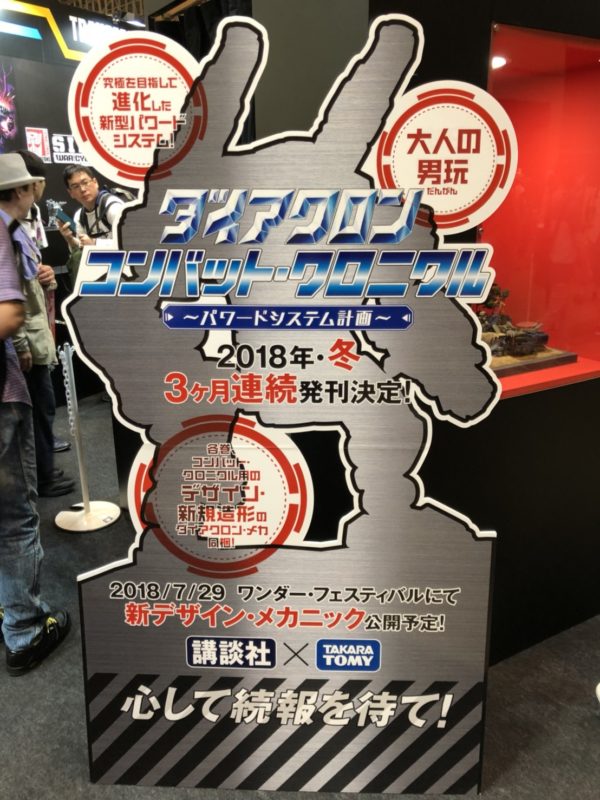 究極を目指して
進化した
新型パワード
システム!
大人の
男玩
だんがん
ダイアクロン
コンバット・クロニクル
～パワードシステム計画～
2018年・冬
3ヶ月連続発刊決定!
各巻、
コンバット・
クロニクル用の
デザイン・
新規造形の
ダイアクロン・メカ
同梱!
2018/7/29 ワンダー・フェスティバルにて
新デザイン・メカニック公開予定!
講談社×TAKARA TOMY
心して続報を待て!